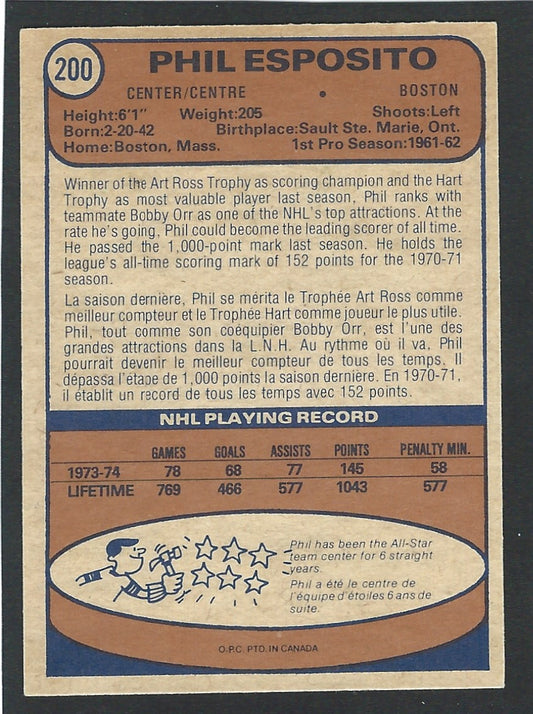 200
PHIL ESPOSITO
CENTER/CENTRE • BOSTON
Height:6'1" Weight:205 Shoots:Left
Born:2-20-42 Birthplace:Sault Ste. Marie, Ont.
Home:Boston, Mass. 1st Pro Season:1961-62
Winner of the Art Ross Trophy as scoring champion and the Hart
Trophy as most valuable player last season, Phil ranks with
teammate Bobby Orr as one of the NHL's top attractions. At the
rate he's going, Phil could become the leading scorer of all time.
He passed the 1,000-point mark last season. He holds the
league's all-time scoring mark of 152 points for the 1970-71
season.
La saison dernière, Phil se mérita le Trophée Art Ross comme
meilleur compteur et le Trophée Hart comme joueur le plus utile.
Phil, tout comme son coéquipier Bobby Orr, est l'une des
grandes attractions dans la L.N.H. Au rythme où il va, Phil
pourrait devenir le meilleur compteur de tous les temps. Il
dépassa l'étape de 1,000 points la saison dernière. En 1970-71,
il établit un record de tous les temps avec 152 points.
NHL PLAYING RECORD
GAMES GOALS ASSISTS POINTS PENALTY MIN.
1973-74 78 68 77 145 58
LIFETIME 769 466 577 1043 577
Phil has been the All-Star
team center for 6 straight
years.
Phil a été le centre de
l'équipe d'étoiles 6 ans de
suite.
O.P.C. PTD. IN CANADA